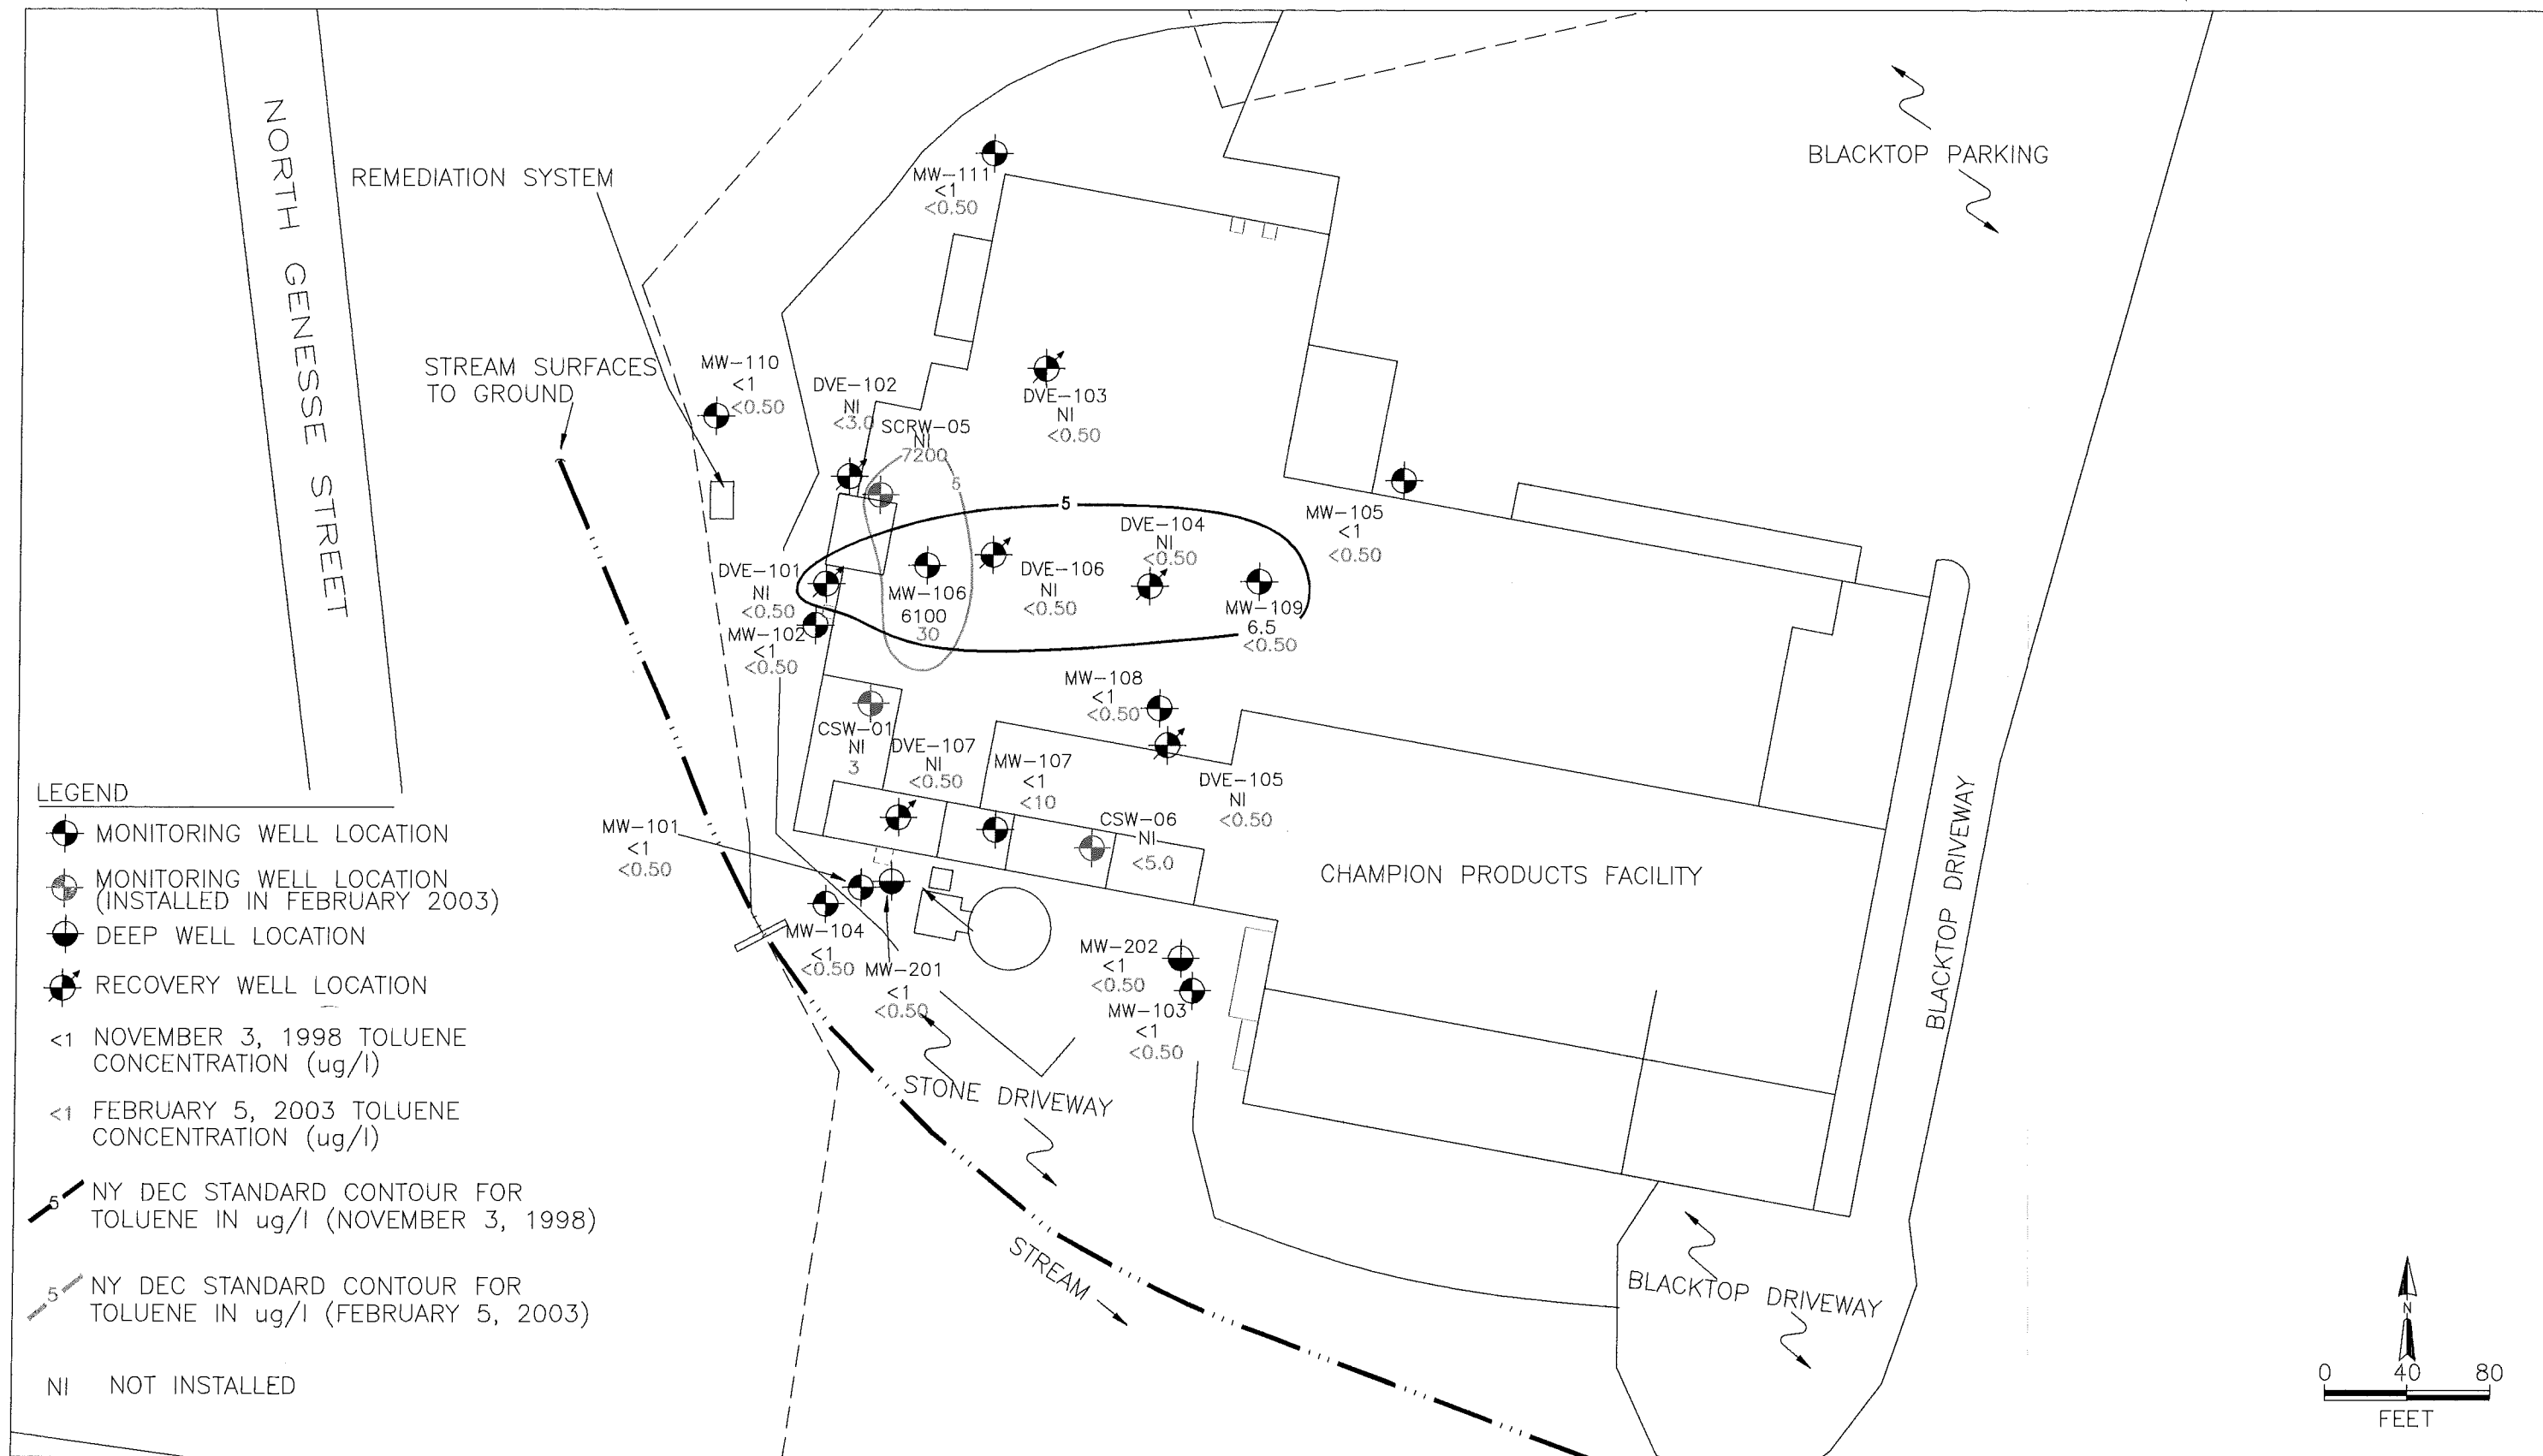 NORTH GENESSE STREET
REMEDIATION SYSTEM
STREAM SURFACES
TO GROUND
BLACKTOP PARKING
MW-111
<1
<0.50
MW-110
<1
<0.50
DVE-102
NI
<3.0
SCRW-05
NI
7200
5
DVE-103
NI
<0.50
5
MW-105
<1
<0.50
DVE-104
NI
<0.50
DVE-101
NI
<0.50
MW-106
6100
30
DVE-106
NI
<0.50
MW-109
6.5
<0.50
MW-102
<1
<0.50
MW-108
<1
<0.50
CSW-01
NI
3
DVE-107
NI
<0.50
MW-107
<1
<10
DVE-105
NI
<0.50
CSW-06
NI
<5.0
MW-101
<1
<0.50
CHAMPION PRODUCTS FACILITY
BLACKTOP DRIVEWAY
MW-104
<1
<0.50
MW-201
<1
<0.50
MW-202
<1
<0.50
MW-103
<1
<0.50
STONE DRIVEWAY
STREAM
BLACKTOP DRIVEWAY
LEGEND
MONITORING WELL LOCATION
MONITORING WELL LOCATION
(INSTALLED IN FEBRUARY 2003)
DEEP WELL LOCATION
RECOVERY WELL LOCATION
<1 NOVEMBER 3, 1998 TOLUENE
CONCENTRATION (ug/l)
<1 FEBRUARY 5, 2003 TOLUENE
CONCENTRATION (ug/l)
5 NY DEC STANDARD CONTOUR FOR
TOLUENE IN ug/l (NOVEMBER 3, 1998)
5 NY DEC STANDARD CONTOUR FOR
TOLUENE IN ug/l (FEBRUARY 5, 2003)
NI NOT INSTALLED
N
0 40 80
FEET